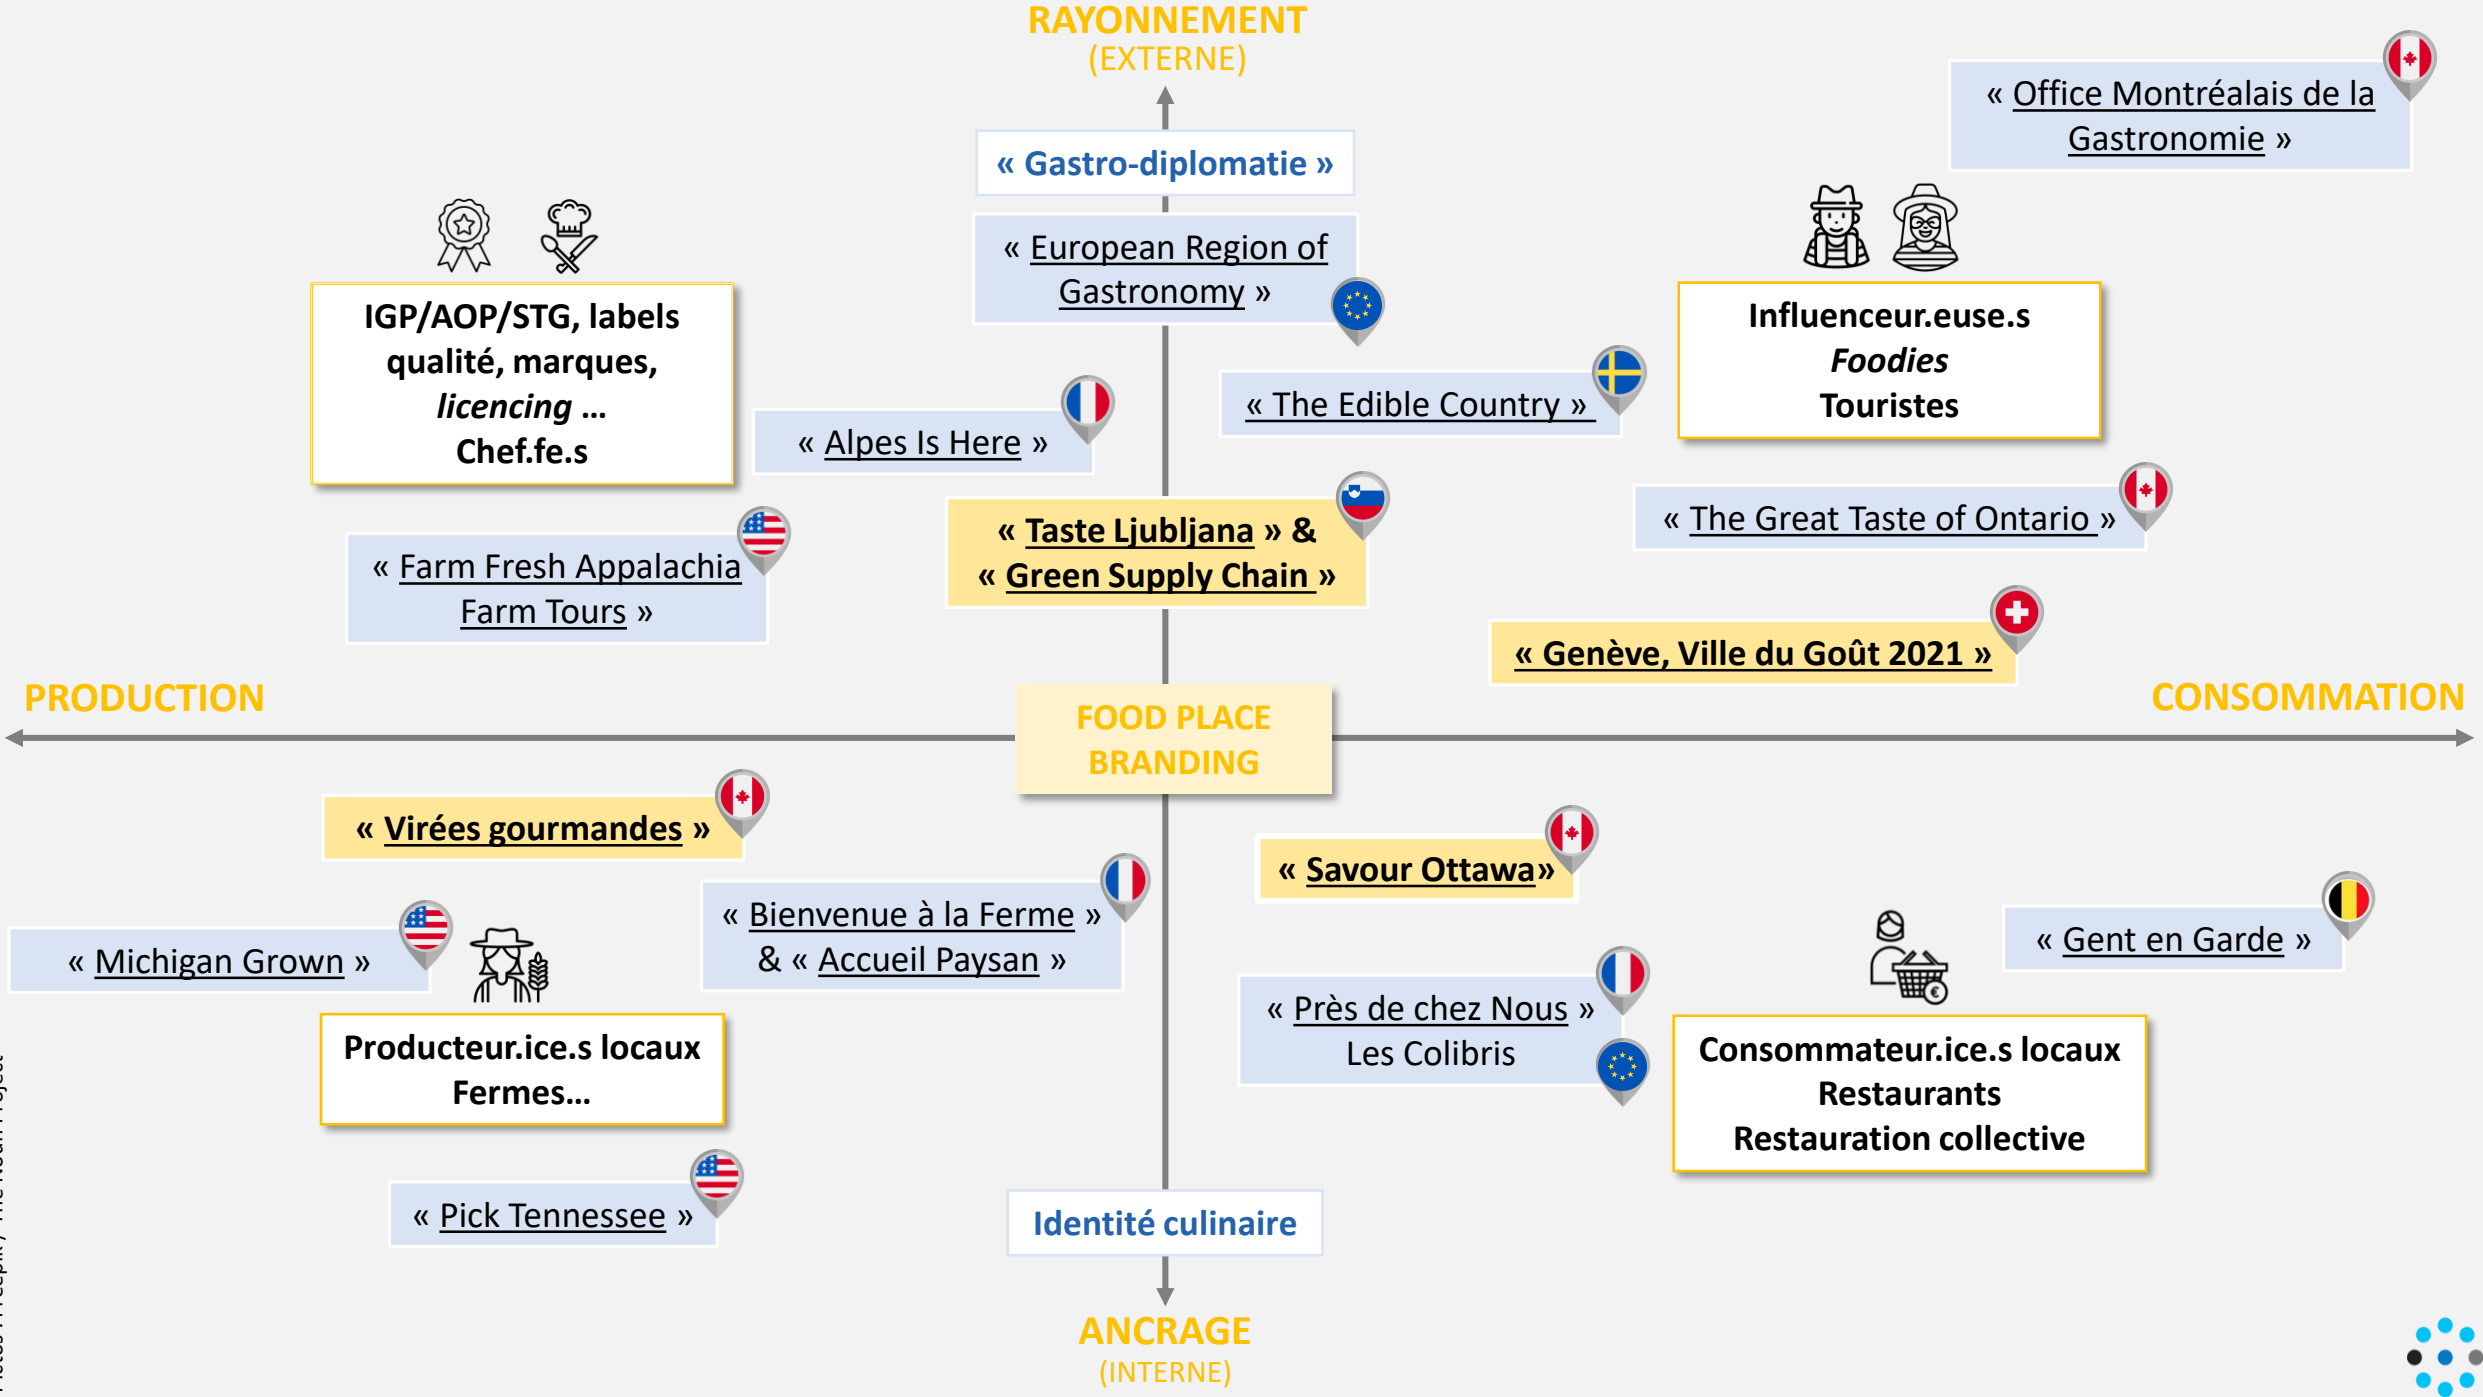 RAYONNEMENT
(EXTERNE)
« Office Montréalais de la
Gastronomie »
« Gastro-diplomatie »
« European Region of
Gastronomy »
IGP/AOP/STG, labels
qualité, marques,
licencing ...
Chef.fe.s
Influenceur.euse.s
Foodies
Touristes
« The Edible Country »
« Alpes Is Here »
« Taste Ljubljana » &
« Green Supply Chain »
« The Great Taste of Ontario »
« Farm Fresh Appalachia
Farm Tours »
« Genève, Ville du Goût 2021 »
PRODUCTION
CONSOMMATION
FOOD PLACE
BRANDING
« Virées gourmandes »
« Savour Ottawa»
« Bienvenue à la Ferme »
& « Accueil Paysan »
« Michigan Grown »
« Gent en Garde »
« Près de chez Nous »
Les Colibris
Producteur.ice.s locaux
Fermes...
Consommateur.ice.s locaux
Restaurants
Restauration collective
« Pick Tennessee »
Identité culinaire
ANCRAGE
(INTERNE)